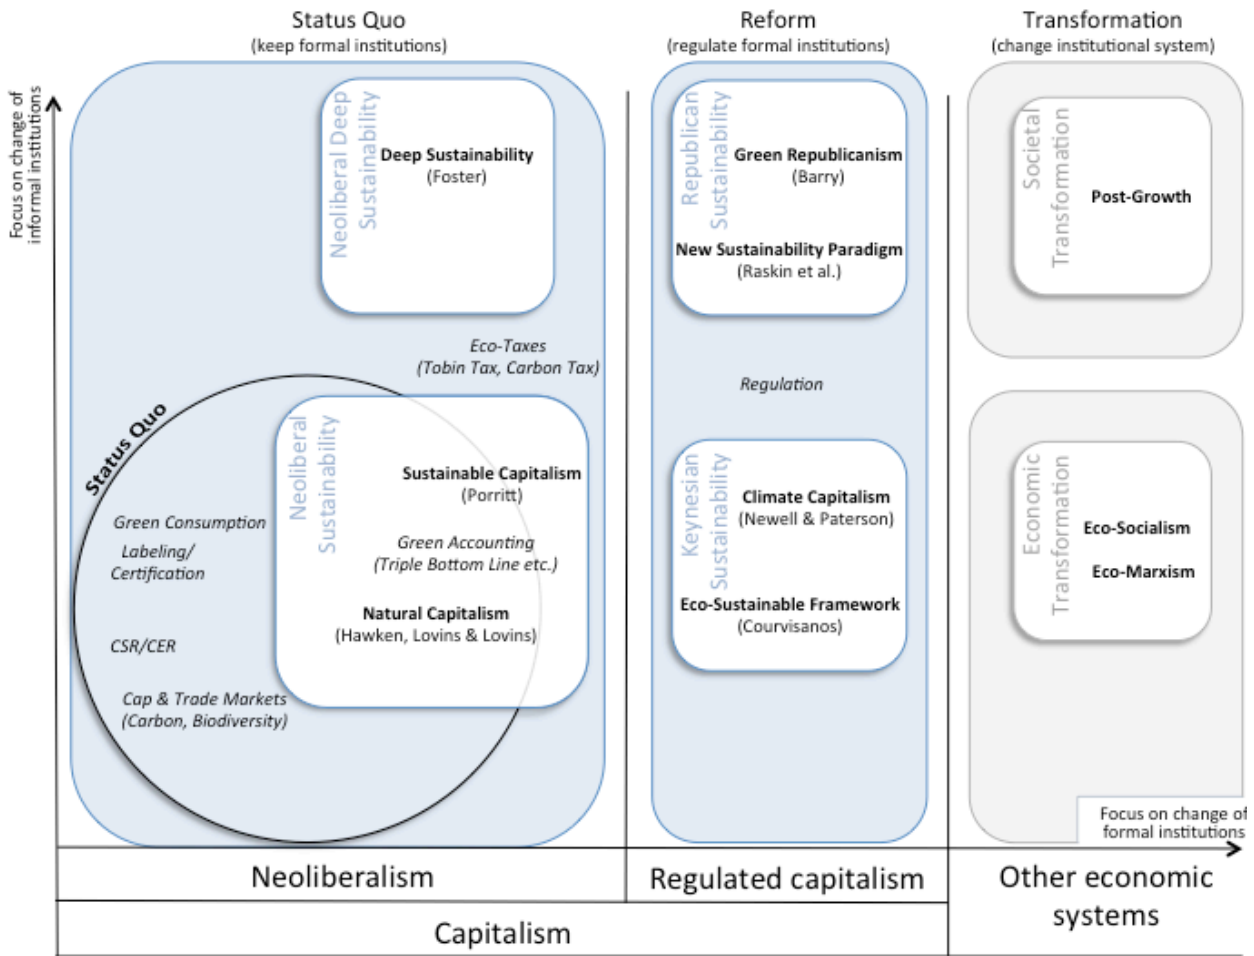 Status Quo
(keep formal institutions)
Reform
(regulate formal institutions)
Transformation
(change institutional system)
Focus on change of
informal institutions
Neoliberal Deep
Sustainability
Deep Sustainability
(Foster)
Republican
Sustainability
Green Republicanism
(Barry)
New Sustainability Paradigm
(Raskin et al.)
Societal
Transformation
Post-Growth
Eco-Taxes
(Tobin Tax, Carbon Tax)
Regulation
Status Quo
Neoliberal
Sustainability
Sustainable Capitalism
(Porritt)
Green Accounting
(Triple Bottom Line etc.)
Natural Capitalism
(Hawken, Lovins & Lovins)
Green Consumption
Labeling/
Certification
CSR/CER
Cap & Trade Markets
(Carbon, Biodiversity)
Keynesian
Sustainability
Climate Capitalism
(Newell & Paterson)
Eco-Sustainable Framework
(Courvisanos)
Economic
Transformation
Eco-Socialism
Eco-Marxism
Focus on change of
formal institutions
Neoliberalism
Regulated capitalism
Other economic
systems
Capitalism